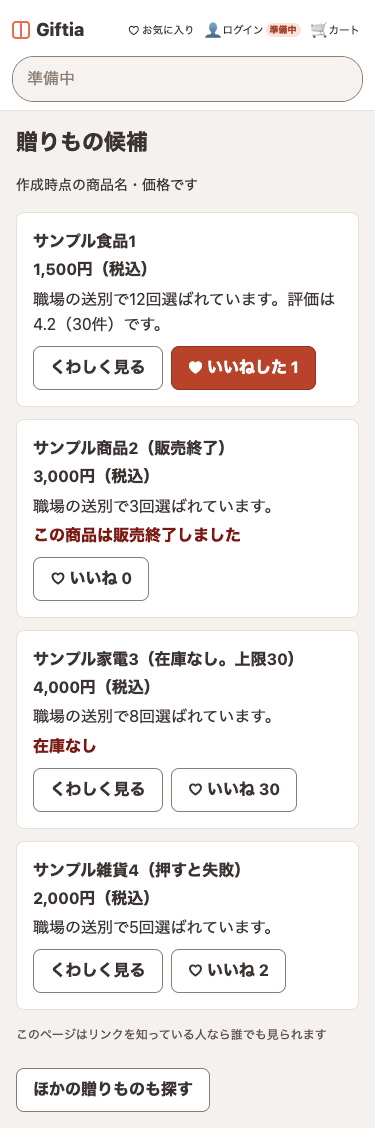 Giftia
♡ お気に入り 👤ログイン 準備中 🛒カート
準備中
贈りもの候補
作成時点の商品名・価格です
サンプル食品1
1,500円（税込）
職場の送別で12回選ばれています。評価は
4.2（30件）です。
くわしく見る ♥ いいねした 1
サンプル商品2（販売終了）
3,000円（税込）
職場の送別で3回選ばれています。
この商品は販売終了しました
♡ いいね 0
サンプル家電3（在庫なし。上限30）
4,000円（税込）
職場の送別で8回選ばれています。
在庫なし
くわしく見る ♡ いいね 30
サンプル雑貨4（押すと失敗）
2,000円（税込）
職場の送別で5回選ばれています。
くわしく見る ♡ いいね 2
このページはリンクを知っている人なら誰でも見られます
ほかの贈りものも探す